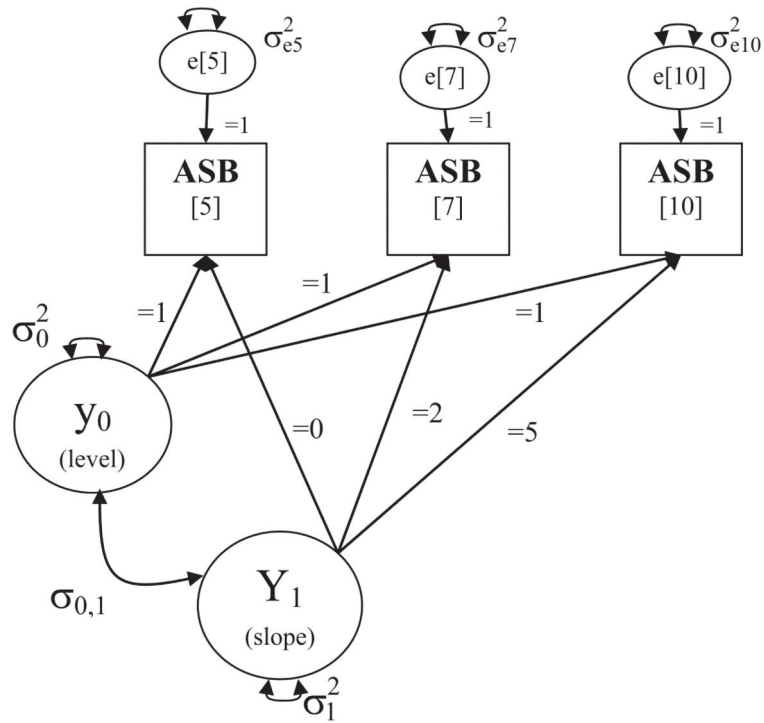 σ²e5
σ²e7
σ²e10
e[5]
e[7]
e[10]
=1
=1
=1
ASB
[5]
ASB
[7]
ASB
[10]
=1
=1
=1
σ²0
y0
(level)
=0
=2
=5
σ0,1
Y1
(slope)
σ²1